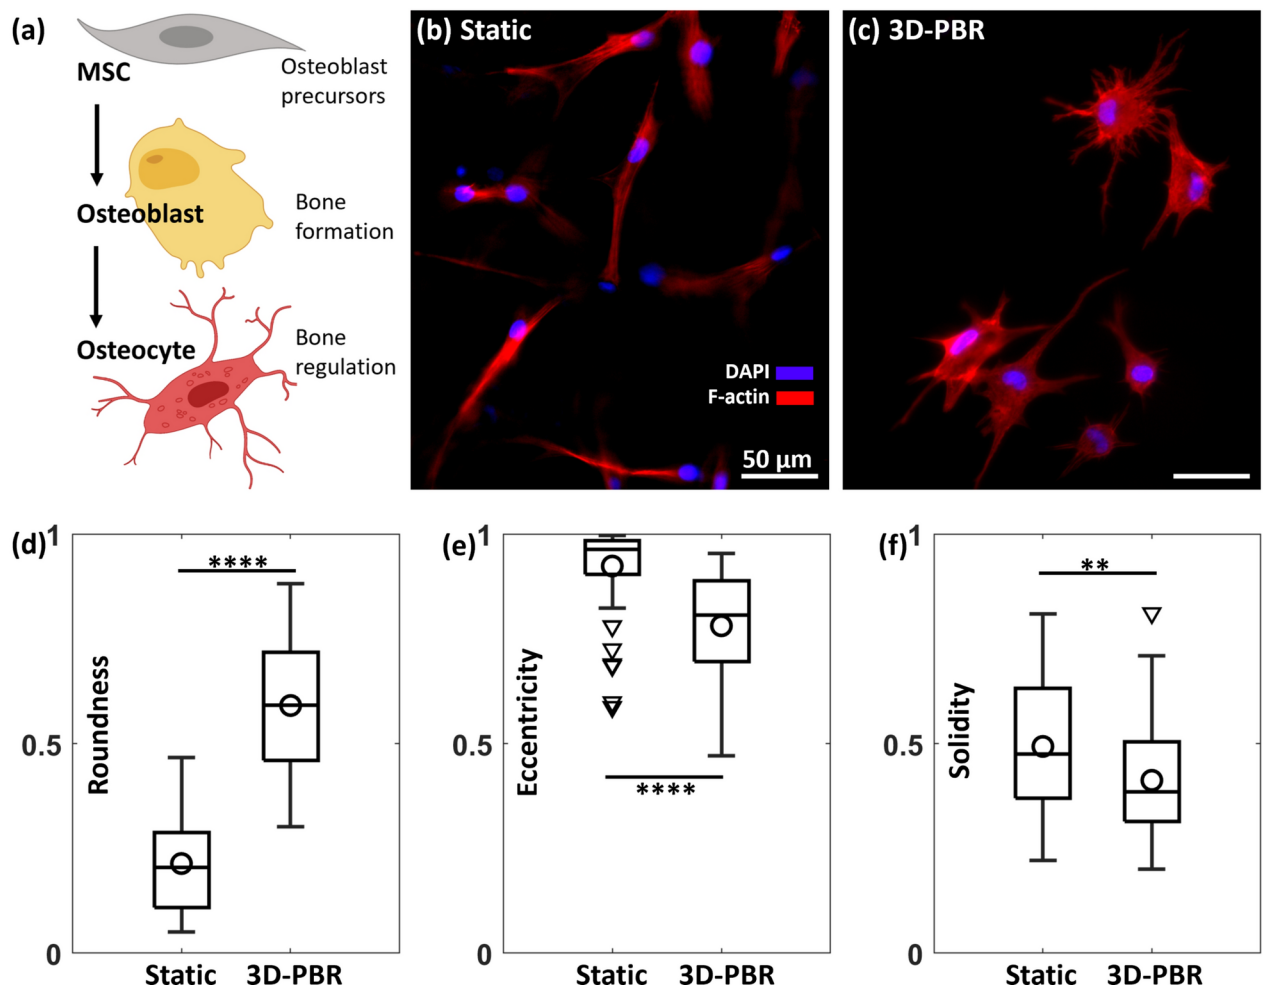 (a)
MSC
Osteoblast
precursors
Osteoblast
Bone
formation
Osteocyte
Bone
regulation
(b) Static
DAPI
F-actin
50 μm
(c) 3D-PBR
(d)
1
****
Roundness
0.5
0
Static 3D-PBR
(e)
1
Eccentricity
0.5
****
0
Static 3D-PBR
(f)
1
**
Solidity
0.5
0
Static 3D-PBR